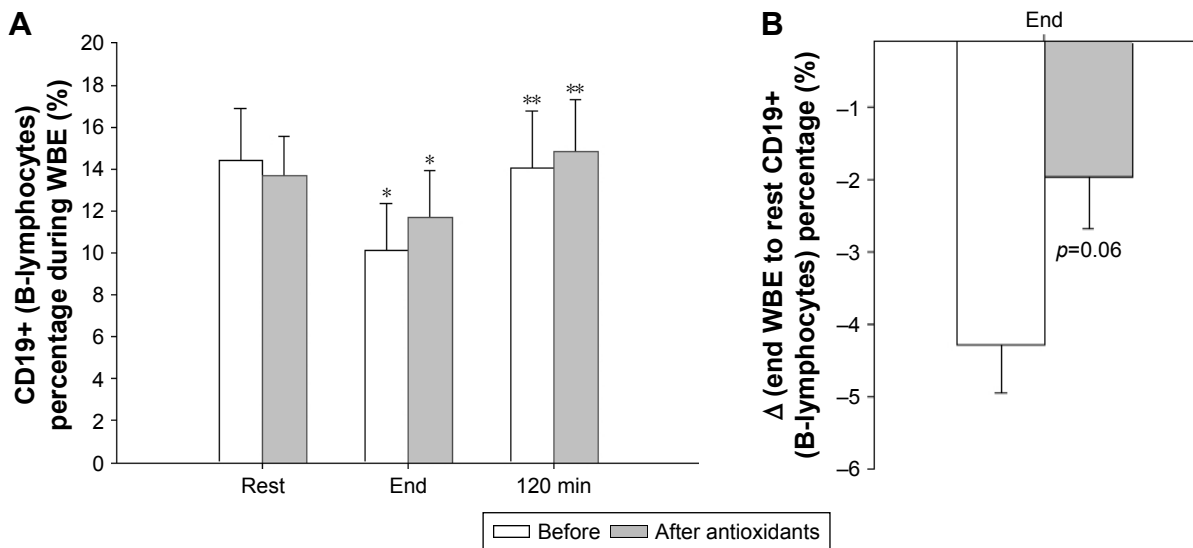 A
CD19+ (B-lymphocytes)
percentage during WBE (%)
20
18
16
14
12
10
8
6
4
2
0
**
**
*
*
Rest
End
120 min
B
End
Δ (end WBE to rest CD19+
(B-lymphocytes) percentage (%)
–1
–2
–3
–4
–5
–6
p=0.06
Before
After antioxidants